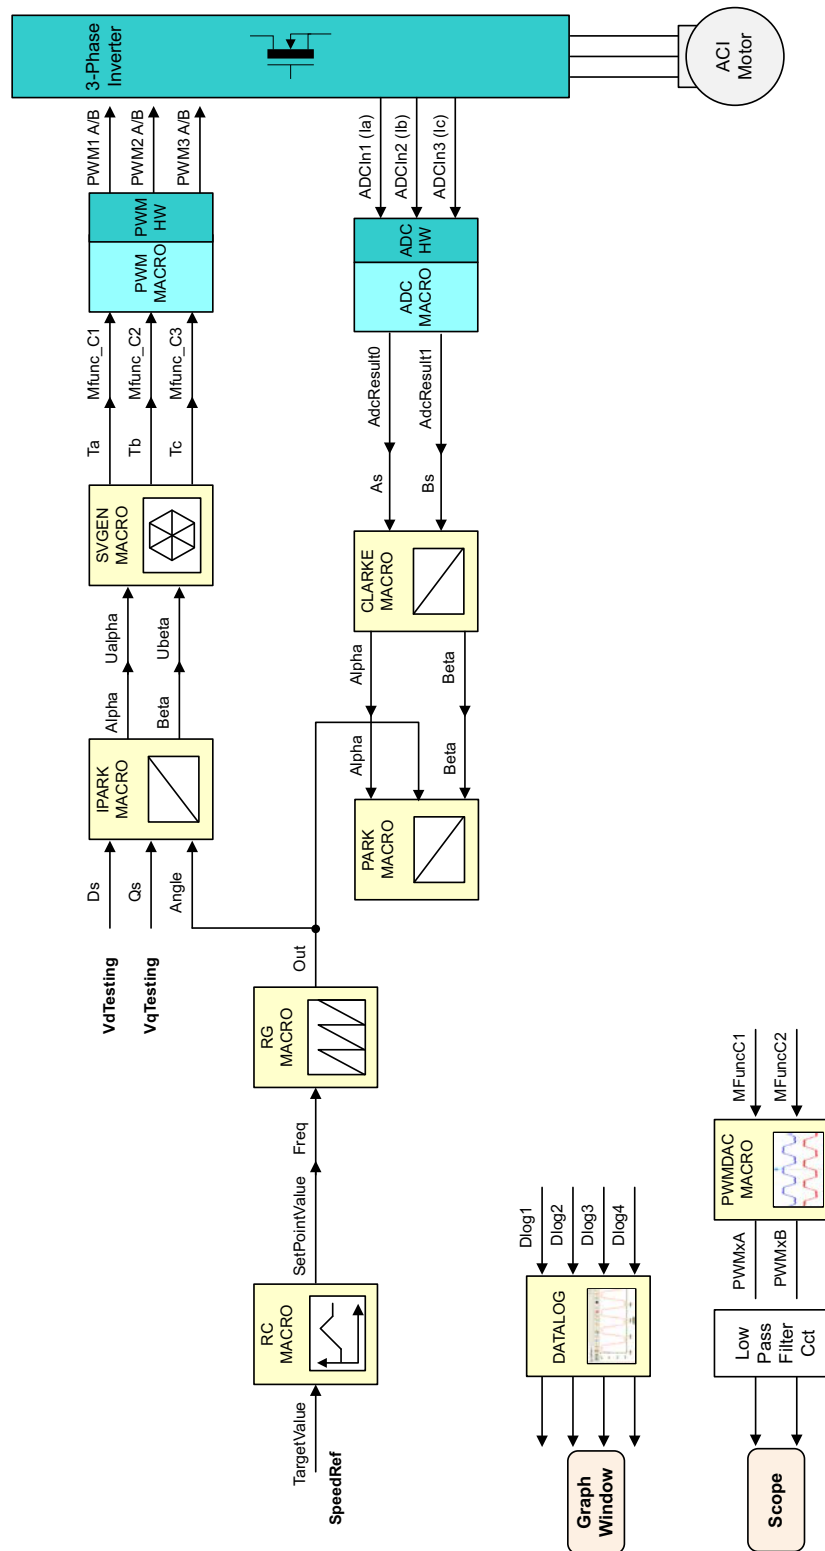 VdTesting
VqTesting
Ds
Qs
Angle
IPARK
MACRO
Alpha
Beta
Ualpha
Ubeta
SVGEN
MACRO
Ta
Tb
Tc
Mfunc_C1
Mfunc_C2
Mfunc_C3
PWM
MACRO
PWM
HW
PWM1 A/B
PWM2 A/B
PWM3 A/B
3-Phase
Inverter
SpeedRef
TargetValue
RC
MACRO
SetPointValue
Freq
RG
MACRO
Out
PARK
MACRO
Alpha
Beta
Alpha
Beta
CLARKE
MACRO
As
Bs
AdcResult0
AdcResult1
ADC
MACRO
ADC
HW
ADCIn1 (Ia)
ADCIn2 (Ib)
ADCIn3 (Ic)
ACI
Motor
Graph
Window
DATALOG
Dlog1
Dlog2
Dlog3
Dlog4
Scope
Low
Pass
Filter
Cct
PWMxA
PWMxB
PWMDAC
MACRO
MFuncC1
MFuncC2